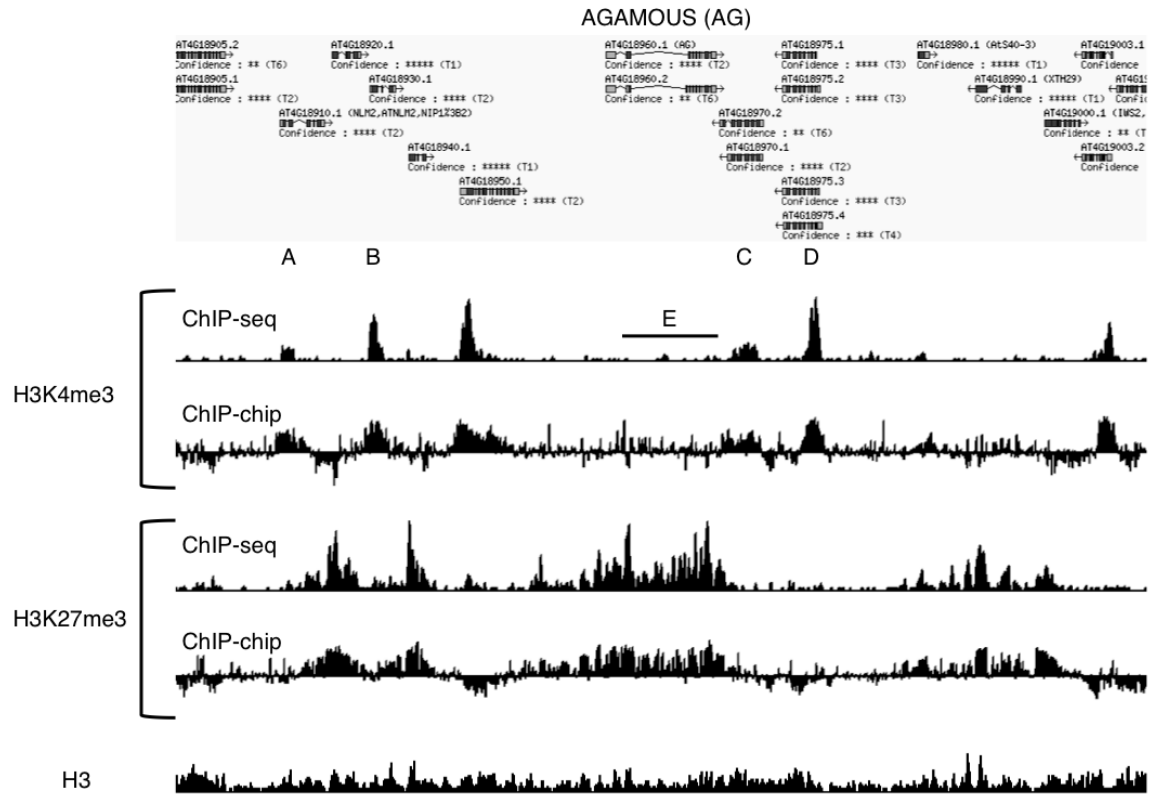 AGAMOUS (AG)
AT4G18905.2
Confidence : ** (T6)
AT4G18920.1
Confidence : **** (T1)
AT4G18960.1 (AG)
Confidence : **** (T2)
AT4G18975.1
Confidence : **** (T3)
AT4G18980.1 (AtS40-3)
Confidence : ***** (T1)
AT4G19003.1
Confidence :
AT4G18905.1
Confidence : **** (T2)
AT4G18930.1
Confidence : **** (T2)
AT4G18960.2
Confidence : ** (T6)
AT4G18975.2
Confidence : **** (T3)
AT4G18990.1 (XTH29)
Confidence : **** (T1)
Confid
AT4G18910.1 (NLM2,ATNLM2,NIP1%3B2)
Confidence : **** (T2)
AT4G18970.2
Confidence : ** (T6)
AT4G19000.1 (IWS2,
Confidence : ** (T
AT4G18940.1
Confidence : ***** (T1)
AT4G18970.1
Confidence : **** (T2)
AT4G19003.2
Confidence
AT4G18950.1
Confidence : **** (T2)
AT4G18975.3
Confidence : **** (T3)
AT4G18975.4
Confidence : *** (T4)
A B C D
ChIP-seq
E
H3K4me3
ChIP-chip
ChIP-seq
H3K27me3
ChIP-chip
H3